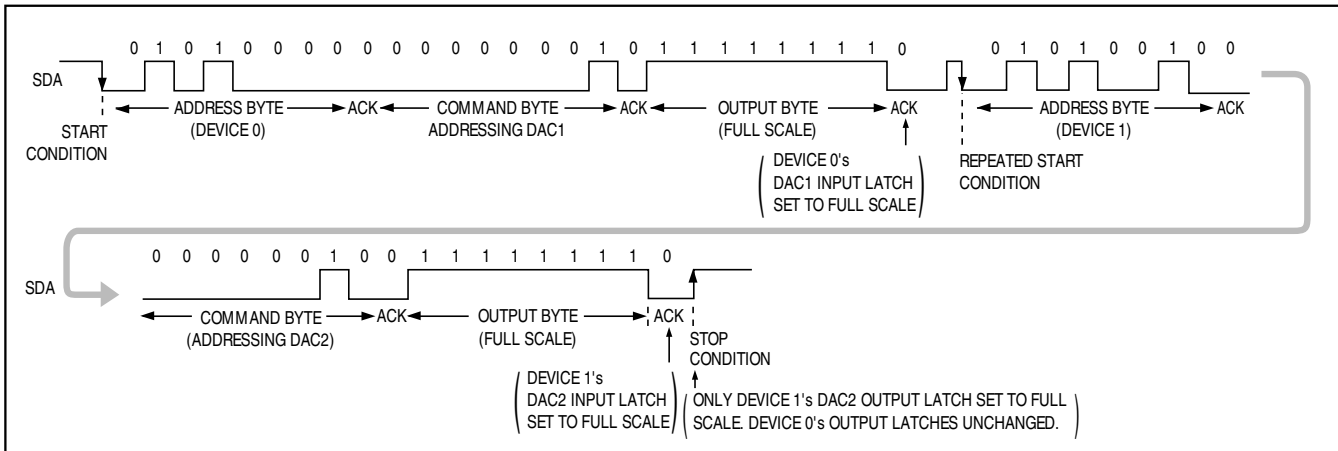 0 1 0 1 0 0 0 0 0 0 0 0 0 0 0 0 1 0 1 1 1 1 1 1 1 1 0 0 1 0 1 0 0 1 0 0
SDA
ADDRESS BYTE (DEVICE 0)
ACK
COMMAND BYTE ADDRESSING DAC1
ACK
OUTPUT BYTE (FULL SCALE)
ACK
ADDRESS BYTE (DEVICE 1)
ACK
START
CONDITION
DEVICE 0's
DAC1 INPUT LATCH
SET TO FULL SCALE
REPEATED START
CONDITION
0 0 0 0 0 0 1 0 0 1 1 1 1 1 1 1 1 0
SDA
COMMAND BYTE (ADDRESSING DAC2)
ACK
OUTPUT BYTE (FULL SCALE)
ACK
STOP
CONDITION
DEVICE 1's
DAC2 INPUT LATCH
SET TO FULL SCALE
ONLY DEVICE 1's DAC2 OUTPUT LATCH SET TO FULL
SCALE. DEVICE 0's OUTPUT LATCHES UNCHANGED.